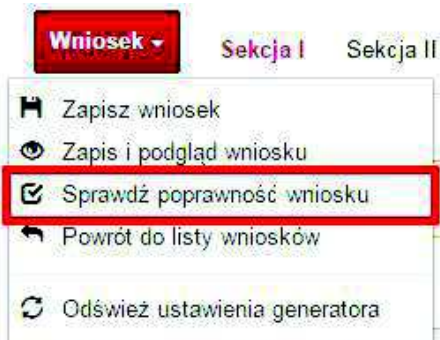 Wniosek Sekcja I Sekcja II
Zapisz wniosek
Zapis i podgląd wniosku
Sprawdź poprawność wniosku
Powrót do listy wniosków
Odśwież ustawienia generatora